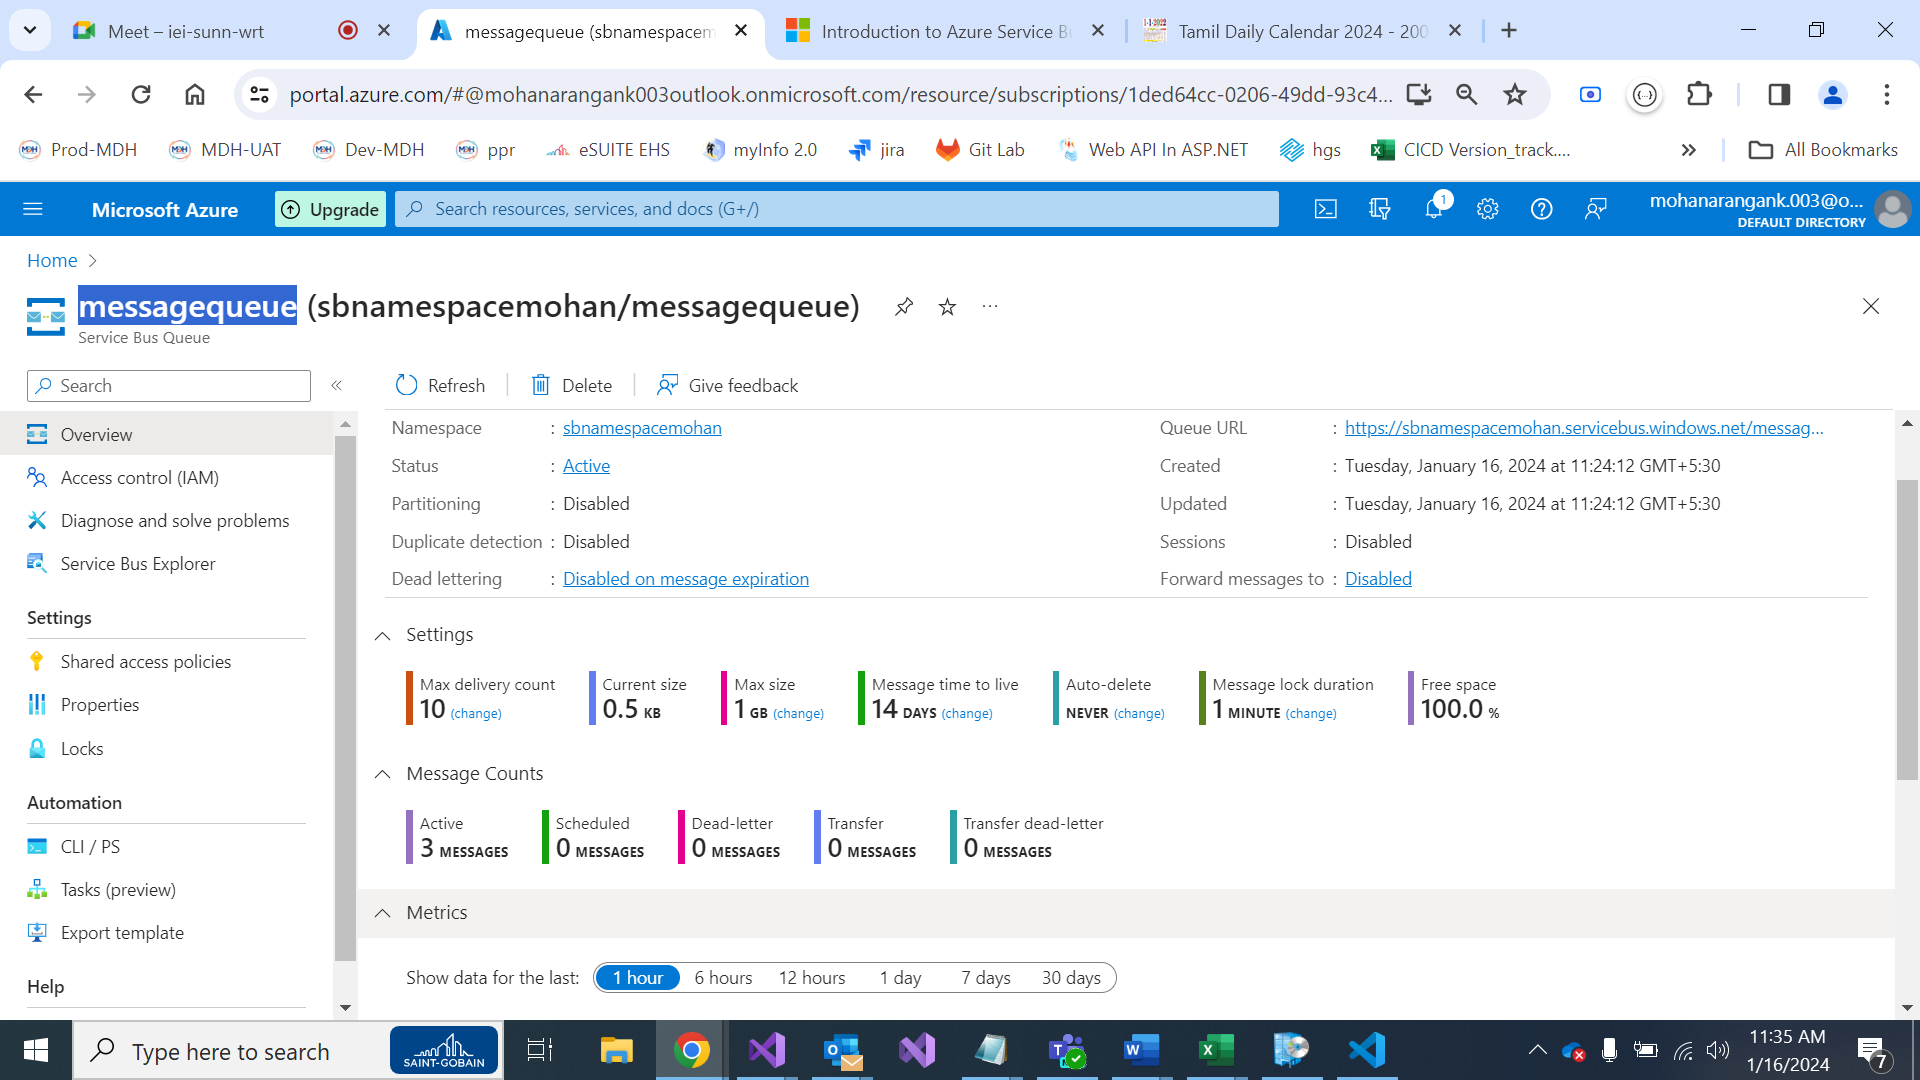 Meet – iei-sunn-wrt
messagequeue (sbnamespacem
Introduction to Azure Service B
Tamil Daily Calendar 2024 - 200
portal.azure.com/#@mohanarangank003outlook.onmicrosoft.com/resource/subscriptions/1ded64cc-0206-49dd-93c4...
Prod-MDH
MDH-UAT
Dev-MDH
ppr
eSUITE EHS
myInfo 2.0
jira
Git Lab
Web API In ASP.NET
hgs
CICD Version_track....
»
All Bookmarks
Microsoft Azure
Upgrade
Search resources, services, and docs (G+/)
1
mohanarangank.003@o...
DEFAULT DIRECTORY
Home
messagequeue (sbnamespacemohan/messagequeue)
Service Bus Queue
Search
Refresh
Delete
Give feedback
Overview
Access control (IAM)
Diagnose and solve problems
Service Bus Explorer
Settings
Shared access policies
Properties
Locks
Automation
CLI / PS
Tasks (preview)
Export template
Help
Namespace : sbnamespacemohan
Status : Active
Partitioning : Disabled
Duplicate detection : Disabled
Dead lettering : Disabled on message expiration
Queue URL : https://sbnamespacemohan.servicebus.windows.net/messag...
Created : Tuesday, January 16, 2024 at 11:24:12 GMT+5:30
Updated : Tuesday, January 16, 2024 at 11:24:12 GMT+5:30
Sessions : Disabled
Forward messages to : Disabled
Settings
Max delivery count
10 (change)
Current size
0.5 KB
Max size
1 GB (change)
Message time to live
14 DAYS (change)
Auto-delete
NEVER (change)
Message lock duration
1 MINUTE (change)
Free space
100.0 %
Message Counts
Active
3 MESSAGES
Scheduled
0 MESSAGES
Dead-letter
0 MESSAGES
Transfer
0 MESSAGES
Transfer dead-letter
0 MESSAGES
Metrics
Show data for the last: 1 hour 6 hours 12 hours 1 day 7 days 30 days
Type here to search
SAINT-GOBAIN
11:35 AM
1/16/2024
7